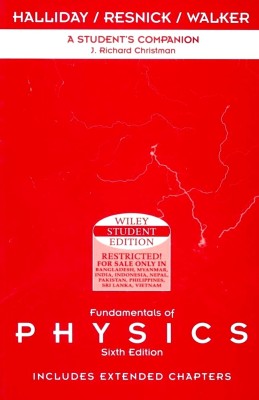 HALLIDAY / RESNICK / WALKER
A STUDENT'S COMPANION
J. Richard Christman
WILEY
STUDENT
EDITION
RESTRICTED!
FOR SALE ONLY IN
BANGLADESH, MYANMAR,
INDIA, INDONESIA, NEPAL,
PAKISTAN, PHILIPPINES,
SRI LANKA, VIETNAM
Fundamentals of
PHYSICS
Sixth Edition
INCLUDES EXTENDED CHAPTERS